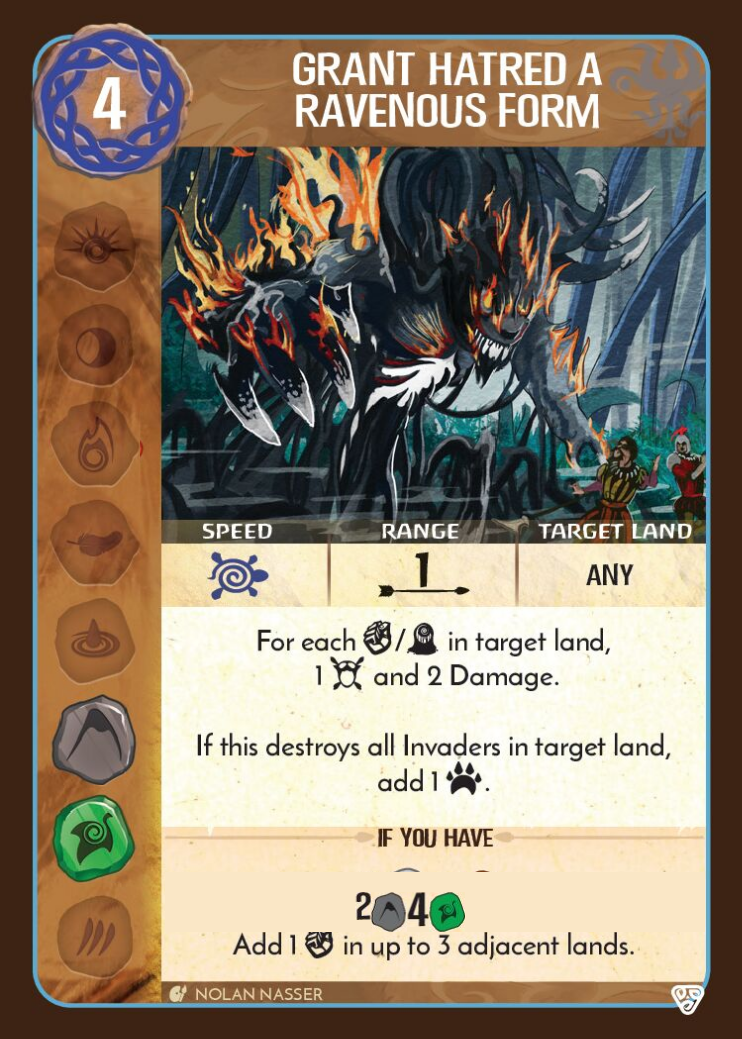 4
GRANT HATRED A
RAVENOUS FORM
SPEED RANGE TARGET LAND
1 ANY
For each / in target land,
1 and 2 Damage.
If this destroys all Invaders in target land,
add 1 .
IF YOU HAVE
2 4
Add 1 in up to 3 adjacent lands.
NOLAN NASSER